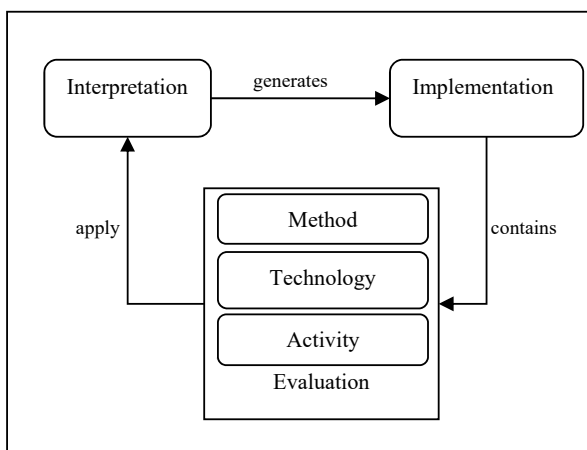 Interpretation
generates
Implementation
apply
contains
Method
Technology
Activity
Evaluation